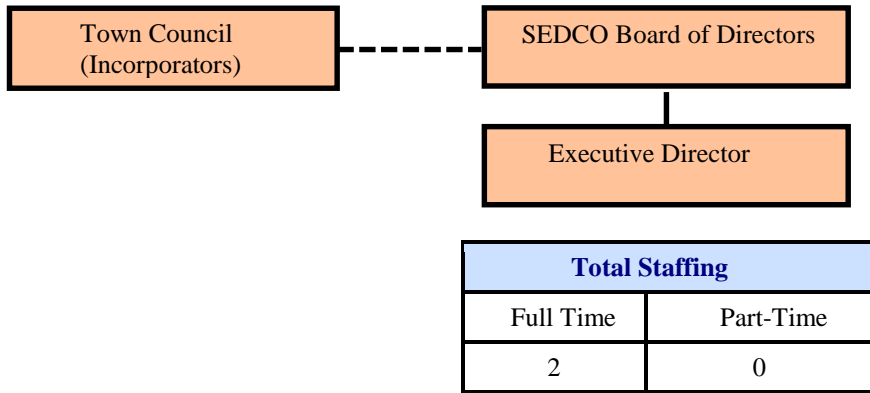 Town Council
(Incorporators)
SEDCO Board of Directors
Executive Director
Total Staffing
Full Time Part-Time
2 0